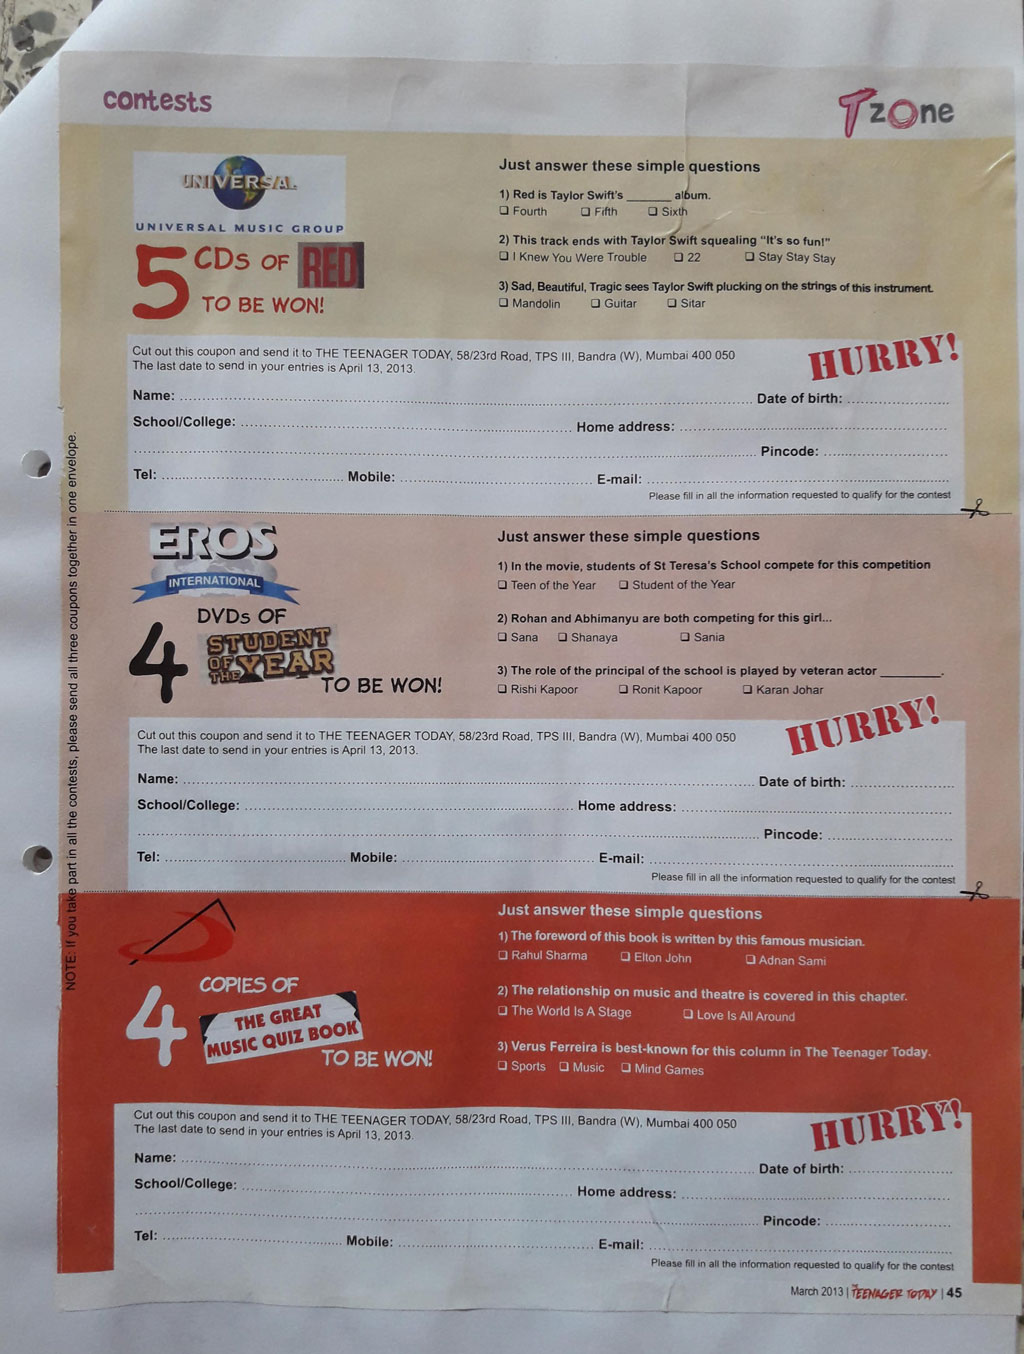 contests
Tzone
UNIVERSAL
UNIVERSAL MUSIC GROUP
5 CDs OF RED
TO BE WON!
Just answer these simple questions
1) Red is Taylor Swift's _______ album.
❑ Fourth ❑ Fifth ❑ Sixth
2) This track ends with Taylor Swift squealing “It's so fun!”
❑ I Knew You Were Trouble ❑ 22 ❑ Stay Stay Stay
3) Sad, Beautiful, Tragic sees Taylor Swift plucking on the strings of this instrument.
❑ Mandolin ❑ Guitar ❑ Sitar
Cut out this coupon and send it to THE TEENAGER TODAY, 58/23rd Road, TPS III, Bandra (W), Mumbai 400 050
The last date to send in your entries is April 13, 2013.
HURRY!
Name: ........ Date of birth: ........
School/College: ........ Home address: ........
........ Pincode: ........
Tel: ........ Mobile: ........ E-mail: ........
Please fill in all the information requested to qualify for the contest
EROS
INTERNATIONAL
DVDs OF
4 STUDENT OF THE YEAR
TO BE WON!
Just answer these simple questions
1) In the movie, students of St Teresa's School compete for this competition
❑ Teen of the Year ❑ Student of the Year
2) Rohan and Abhimanyu are both competing for this girl...
❑ Sana ❑ Shanaya ❑ Sania
3) The role of the principal of the school is played by veteran actor __________.
❑ Rishi Kapoor ❑ Ronit Kapoor ❑ Karan Johar
Cut out this coupon and send it to THE TEENAGER TODAY, 58/23rd Road, TPS III, Bandra (W), Mumbai 400 050
The last date to send in your entries is April 13, 2013.
HURRY!
Name: ........ Date of birth: ........
School/College: ........ Home address: ........
........ Pincode: ........
Tel: ........ Mobile: ........ E-mail: ........
Please fill in all the information requested to qualify for the contest
4 COPIES OF
THE GREAT
MUSIC QUIZ BOOK
TO BE WON!
Just answer these simple questions
1) The foreword of this book is written by this famous musician.
❑ Rahul Sharma ❑ Elton John ❑ Adnan Sami
2) The relationship on music and theatre is covered in this chapter.
❑ The World Is A Stage ❑ Love Is All Around
3) Verus Ferreira is best-known for this column in The Teenager Today.
❑ Sports ❑ Music ❑ Mind Games
Cut out this coupon and send it to THE TEENAGER TODAY, 58/23rd Road, TPS III, Bandra (W), Mumbai 400 050
The last date to send in your entries is April 13, 2013.
HURRY!
Name: ........ Date of birth: ........
School/College: ........ Home address: ........
........ Pincode: ........
Tel: ........ Mobile: ........ E-mail: ........
Please fill in all the information requested to qualify for the contest
NOTE: If you take part in all the contests, please send all three coupons together in one envelope.
March 2013 | THE TEENAGER TODAY | 45